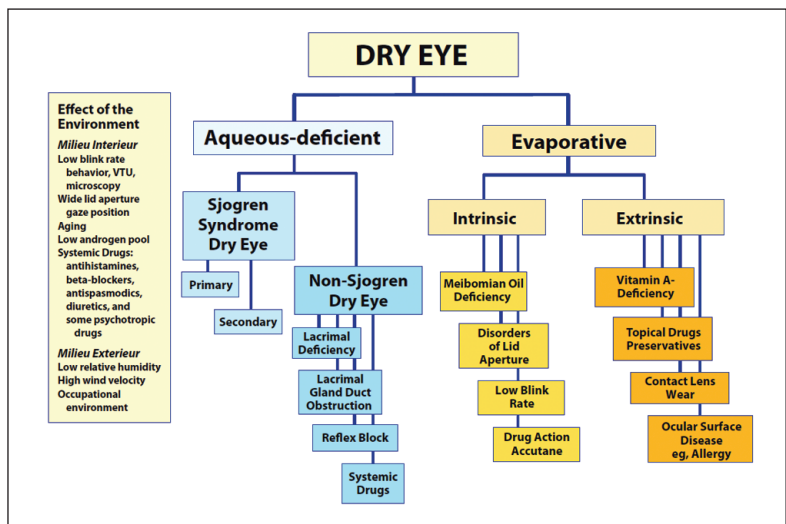 DRY EYE
Effect of the
Environment
Milieu Interieur
Low blink rate
behavior, VTU,
microscopy
Wide lid aperture
gaze position
Aging
Low androgen pool
Systemic Drugs:
antihistamines,
beta-blockers,
antispasmodics,
diuretics, and
some psychotropic
drugs
Milieu Exterieur
Low relative humidity
High wind velocity
Occupational
environment
Aqueous-deficient
Sjogren
Syndrome
Dry Eye
Primary
Secondary
Non-Sjogren
Dry Eye
Lacrimal
Deficiency
Lacrimal
Gland Duct
Obstruction
Reflex Block
Systemic
Drugs
Evaporative
Intrinsic
Meibomian Oil
Deficiency
Disorders
of Lid
Aperture
Low Blink
Rate
Drug Action
Accutane
Extrinsic
Vitamin A-
Deficiency
Topical Drugs
Preservatives
Contact Lens
Wear
Ocular Surface
Disease
eg, Allergy